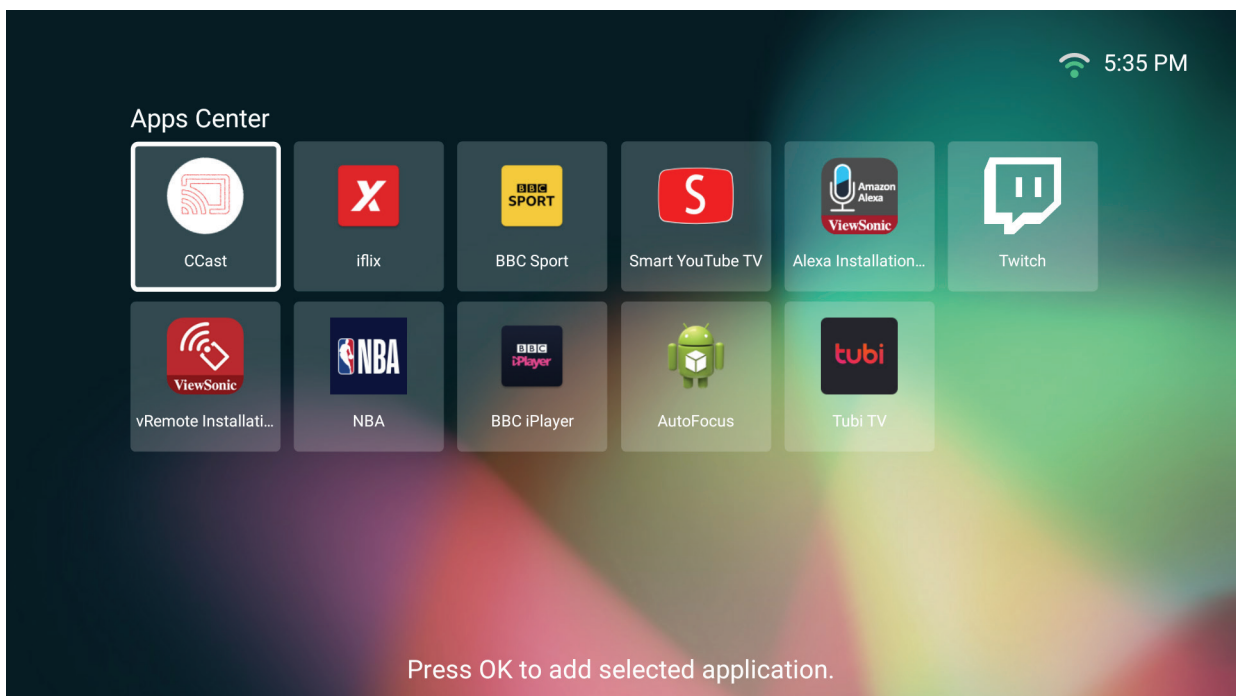 5:35 PM
Apps Center
CCast
iflix
BBC
SPORT
BBC Sport
S
Smart YouTube TV
Amazon
Alexa
ViewSonic
Alexa Installation...
Twitch
ViewSonic
vRemote Installati...
NBA
NBA
BBC
iPlayer
BBC iPlayer
AutoFocus
tubi
Tubi TV
Press OK to add selected application.